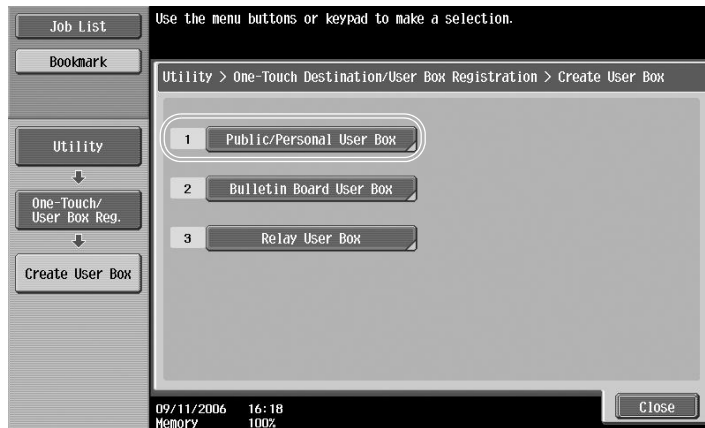 Job List
Bookmark
Use the menu buttons or keypad to make a selection.
Utility > One-Touch Destination/User Box Registration > Create User Box
Utility
One-Touch/
User Box Reg.
Create User Box
1 Public/Personal User Box
2 Bulletin Board User Box
3 Relay User Box
09/11/2006 16:18
Memory 100%
Close